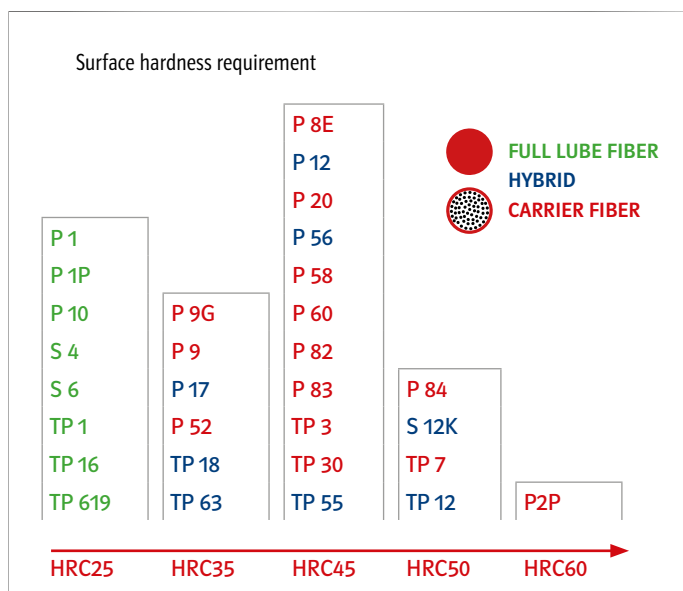 Surface hardness requirement
FULL LUBE FIBER
HYBRID
CARRIER FIBER
P 1
P 1P
P 10
S 4
S 6
TP 1
TP 16
TP 619
HRC25
P 9G
P 9
P 17
P 52
TP 18
TP 63
HRC35
P 8E
P 12
P 20
P 56
P 58
P 60
P 82
P 83
TP 3
TP 30
TP 55
HRC45
P 84
S 12K
TP 7
TP 12
HRC50
P2P
HRC60